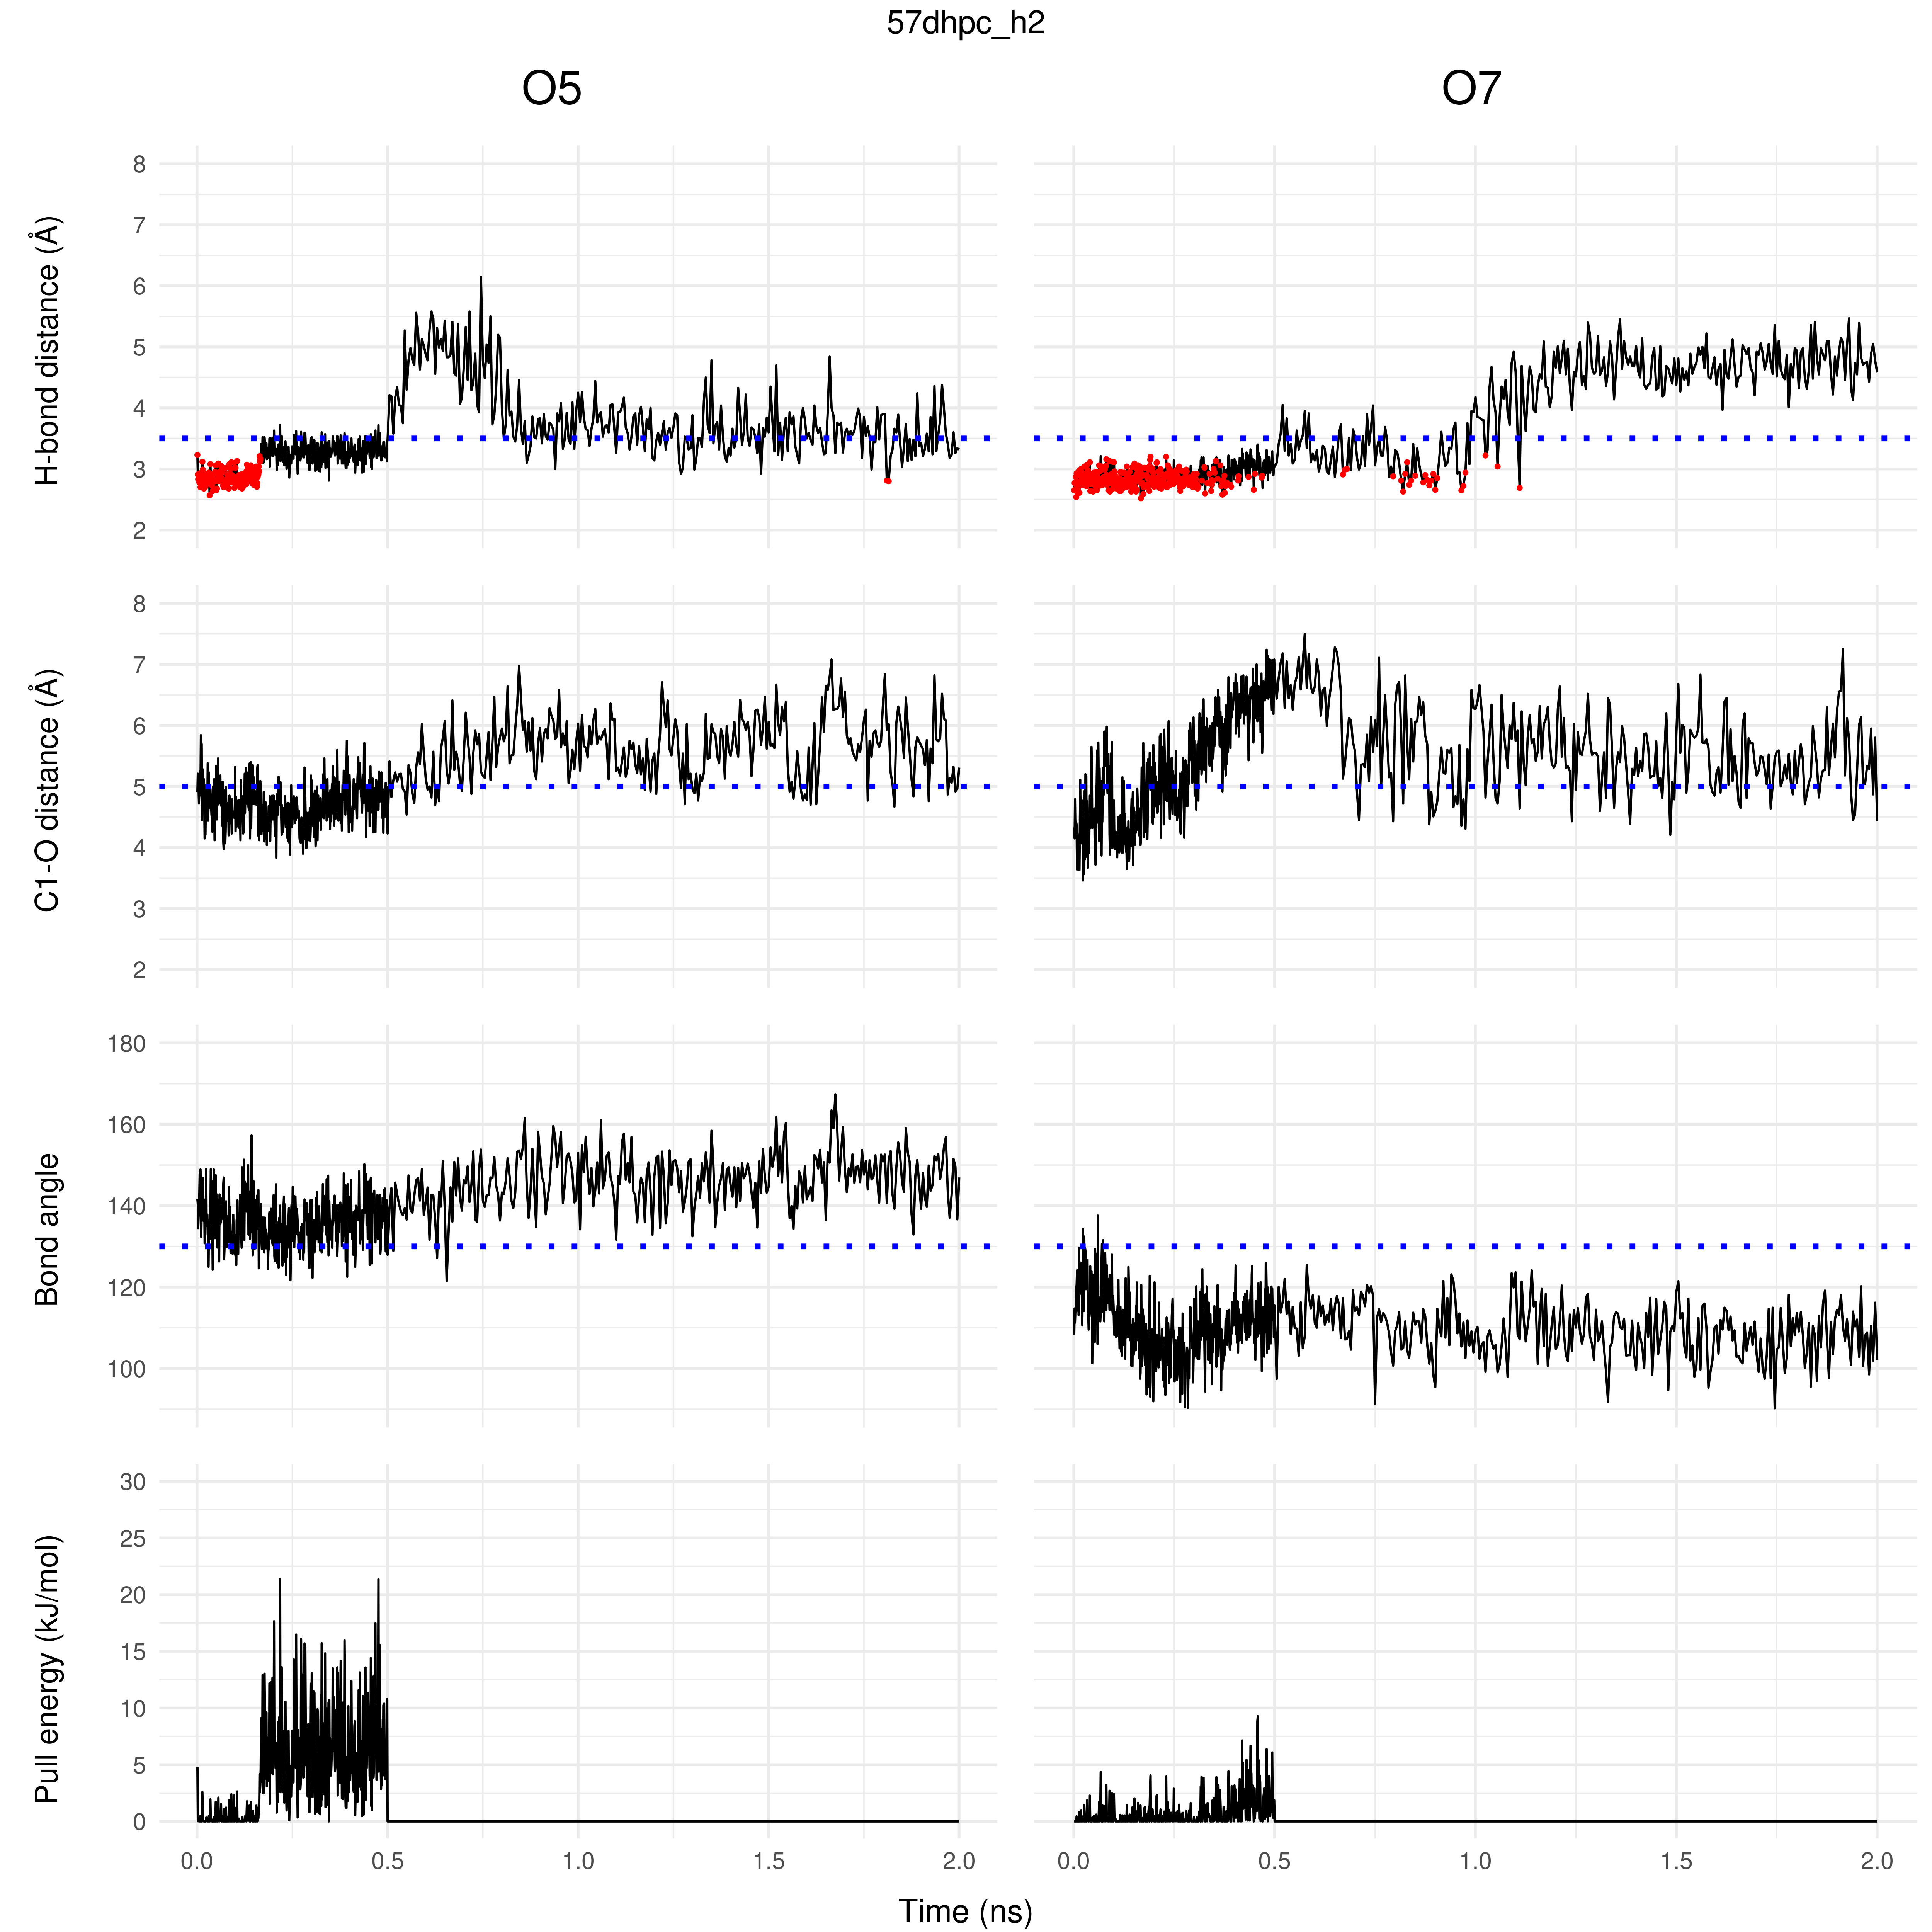 57dhpc_h2
O5
O7
H-bond distance (Å)
8
7
6
5
4
3
2
C1-O distance (Å)
8
7
6
5
4
3
2
Bond angle
180
160
140
120
100
Pull energy (kJ/mol)
30
25
20
15
10
5
0
0.0 0.5 1.0 1.5 2.0
0.0 0.5 1.0 1.5 2.0
Time (ns)